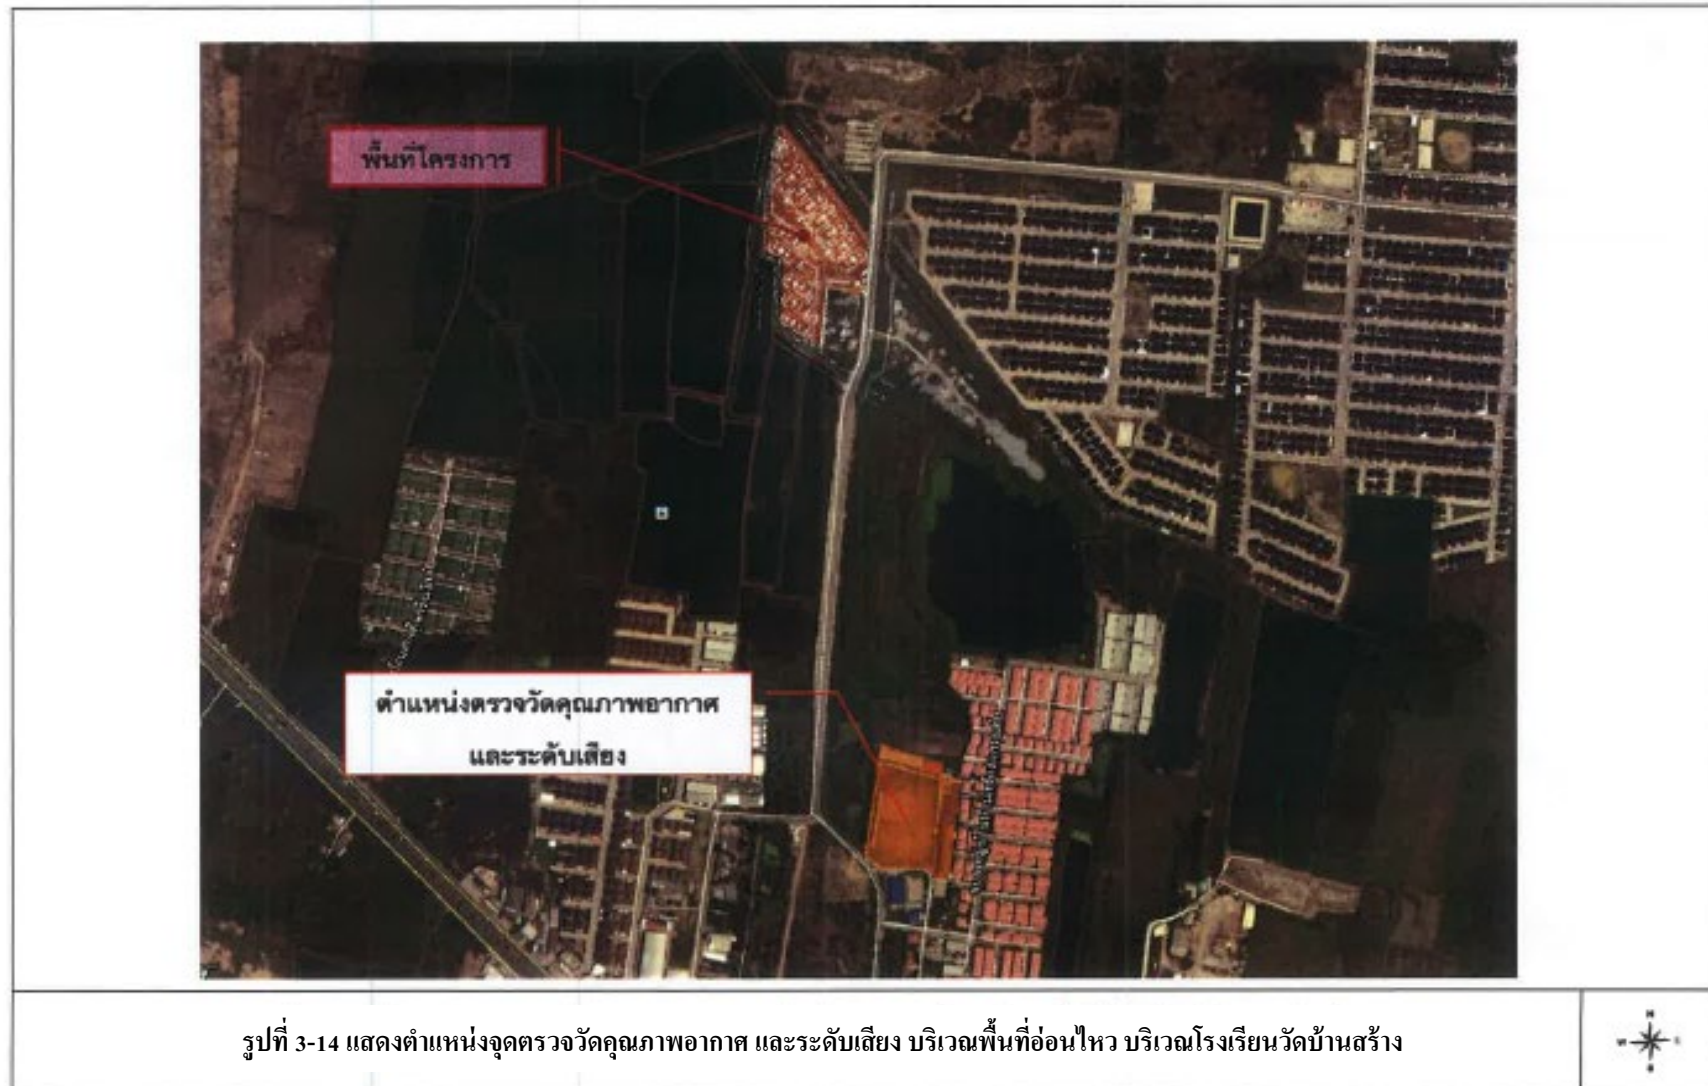 พื้นที่โครงการ
ตำแหน่งตรวจวัดคุณภาพอากาศ
และระดับเสียง
รูปที่ 3-14 แสดงตำแหน่งจุดตรวจวัดคุณภาพอากาศ และระดับเสียง บริเวณพื้นที่อ่อนไหว บริเวณโรงเรียนวัดบ้านสร้าง